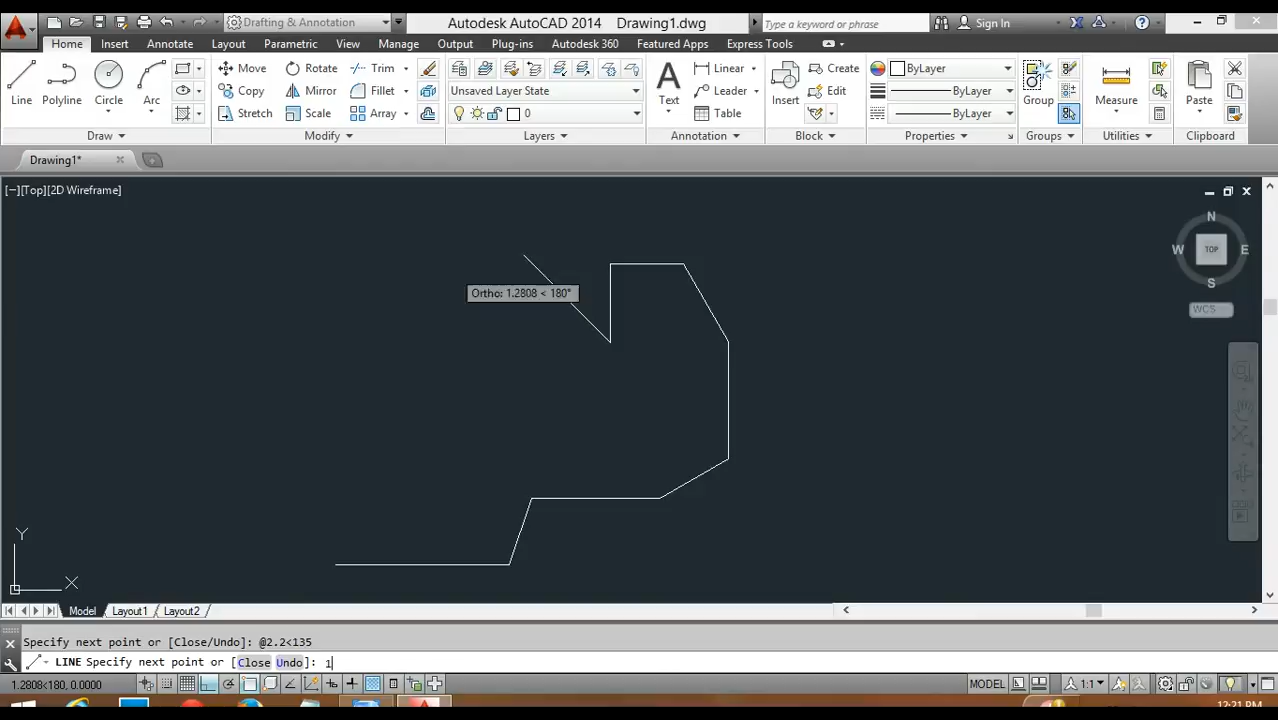 Drafting & Annotation
Autodesk AutoCAD 2014 Drawing1.dwg
Type a keyword or phrase
Sign In
Home Insert Annotate Layout Parametric View Manage Output Plug-ins Autodesk 360 Featured Apps Express Tools
Line
Polyline
Circle
Arc
Draw
Move
Rotate
Trim
Copy
Mirror
Fillet
Stretch
Scale
Array
Modify
Unsaved Layer State
0
Layers
Text
Linear
Leader
Table
Annotation
Insert
Create
Edit
Block
ByLayer
ByLayer
ByLayer
Properties
Group
Groups
Measure
Utilities
Paste
Clipboard
Drawing1*
[−][Top][2D Wireframe]
N
W
TOP
E
S
WCS
Ortho: 1.2808 < 180°
Y
X
Model Layout1 Layout2
Specify next point or [Close/Undo]: @2.2<135
LINE Specify next point or [Close Undo]: 1
1.2808<180, 0.0000
MODEL
1:1
12:21 PM